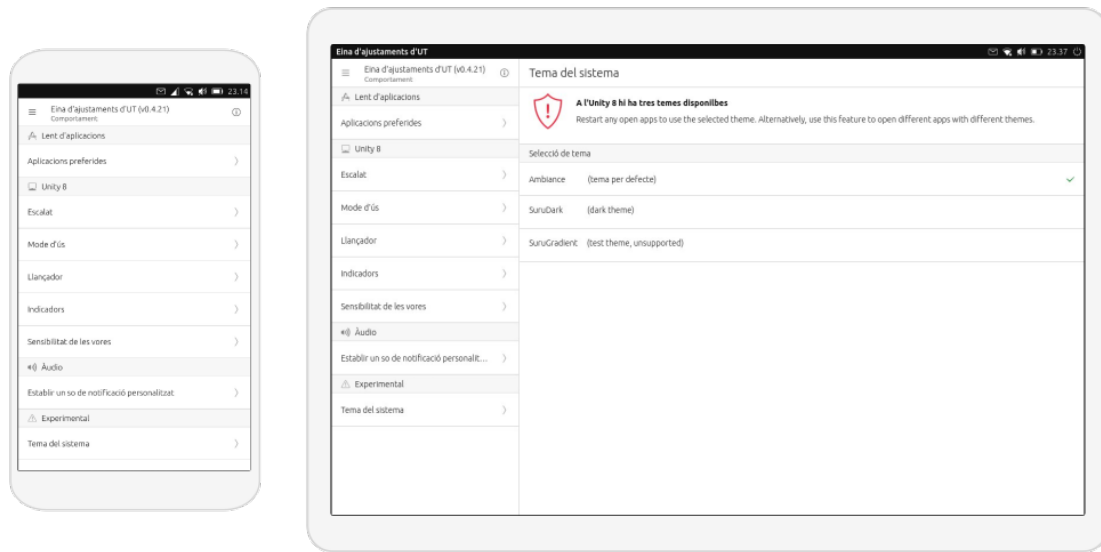 23.14
Eina d'ajustaments d'UT (v0.4.21)
Comportament
Lent d'aplicacions
Aplicacions preferides
Unity 8
Escalat
Mode d'ús
Llançador
Indicadors
Sensibilitat de les vores
Àudio
Establir un so de notificació personalitzat
Experimental
Tema del sistema
Eina d'ajustaments d'UT
23.37
Eina d'ajustaments d'UT (v0.4.21)
Comportament
Lent d'aplicacions
Aplicacions preferides
Unity 8
Escalat
Mode d'ús
Llançador
Indicadors
Sensibilitat de les vores
Àudio
Establir un so de notificació personalit...
Experimental
Tema del sistema
Tema del sistema
A l'Unity 8 hi ha tres temes disponilbes
Restart any open apps to use the selected theme. Alternatively, use this feature to open different apps with different themes.
Selecció de tema
Ambiance (tema per defecte)
SuruDark (dark theme)
SuruGradient (test theme, unsupported)